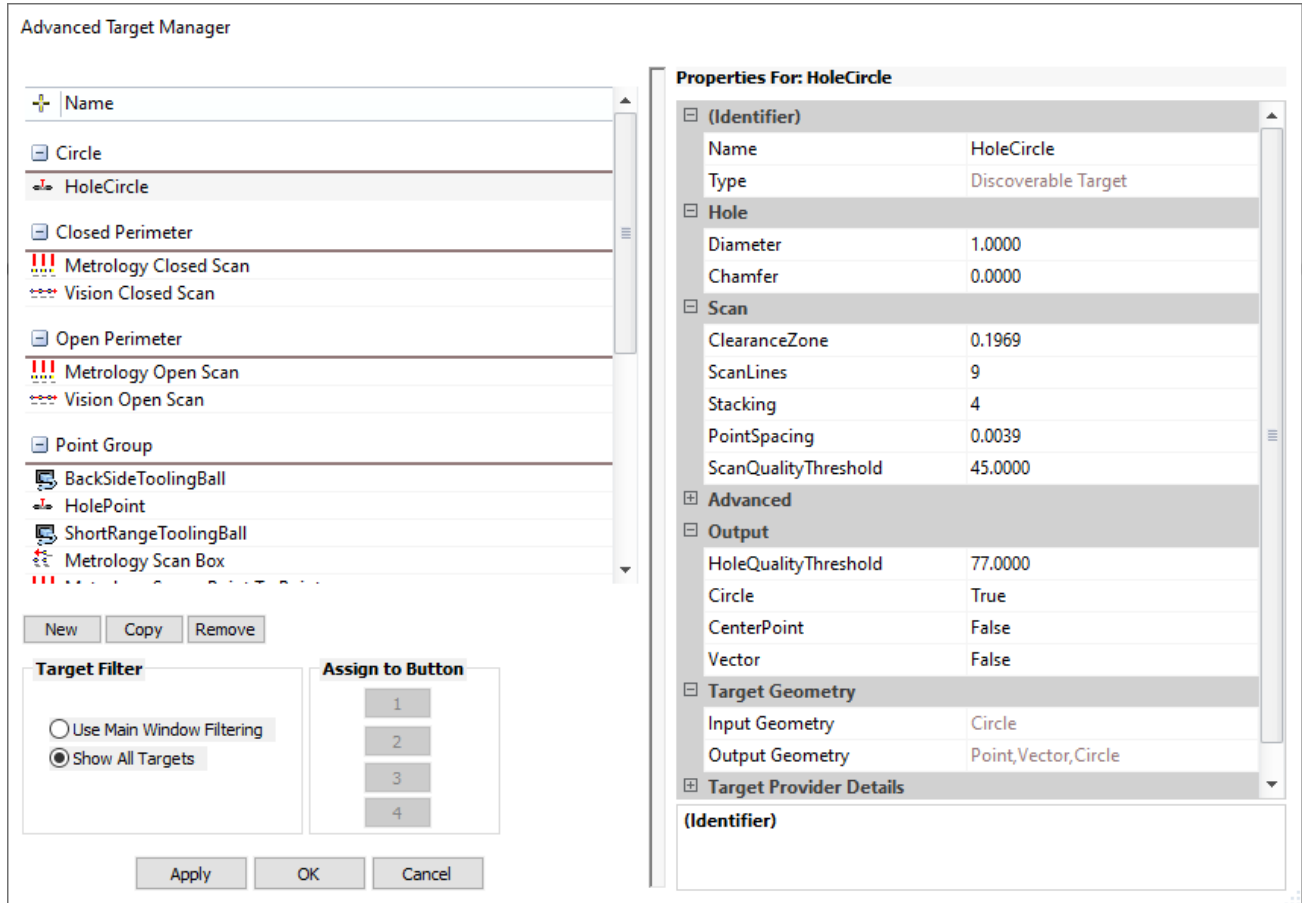 Advanced Target Manager
Name
Circle
HoleCircle
Closed Perimeter
Metrology Closed Scan
Vision Closed Scan
Open Perimeter
Metrology Open Scan
Vision Open Scan
Point Group
BackSideToolingBall
HolePoint
ShortRangeToolingBall
Metrology Scan Box
New Copy Remove
Target Filter
Use Main Window Filtering
Show All Targets
Assign to Button
1
2
3
4
Apply OK Cancel
Properties For: HoleCircle
(Identifier)
Name HoleCircle
Type Discoverable Target
Hole
Diameter 1.0000
Chamfer 0.0000
Scan
ClearanceZone 0.1969
ScanLines 9
Stacking 4
PointSpacing 0.0039
ScanQualityThreshold 45.0000
Advanced
Output
HoleQualityThreshold 77.0000
Circle True
CenterPoint False
Vector False
Target Geometry
Input Geometry Circle
Output Geometry Point,Vector,Circle
Target Provider Details
(Identifier)